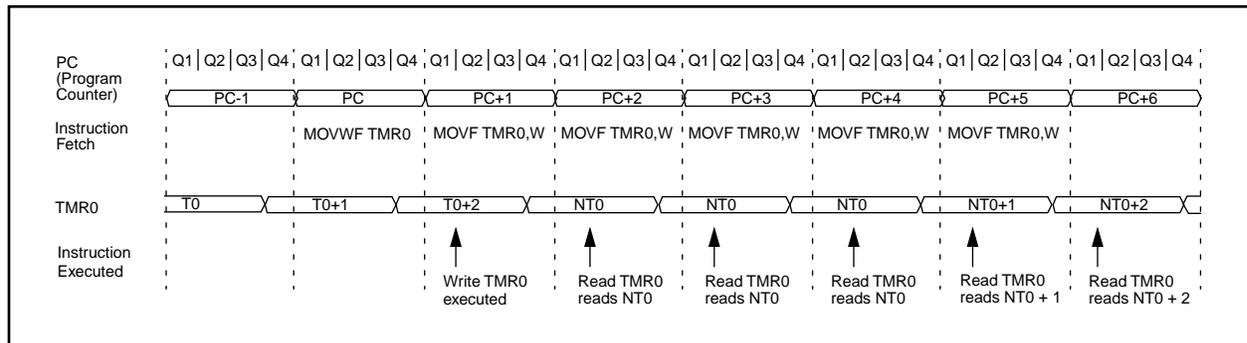 PC
(Program
Counter)
Q1 Q2 Q3 Q4 Q1 Q2 Q3 Q4 Q1 Q2 Q3 Q4 Q1 Q2 Q3 Q4 Q1 Q2 Q3 Q4 Q1 Q2 Q3 Q4 Q1 Q2 Q3 Q4 Q1 Q2 Q3 Q4
PC-1 PC PC+1 PC+2 PC+3 PC+4 PC+5 PC+6
Instruction
Fetch
MOVWF TMR0 MOVF TMR0,W MOVF TMR0,W MOVF TMR0,W MOVF TMR0,W MOVF TMR0,W
TMR0 T0 T0+1 T0+2 NT0 NT0 NT0 NT0+1 NT0+2
Instruction
Executed
Write TMR0
executed
Read TMR0
reads NT0
Read TMR0
reads NT0
Read TMR0
reads NT0
Read TMR0
reads NT0 + 1
Read TMR0
reads NT0 + 2